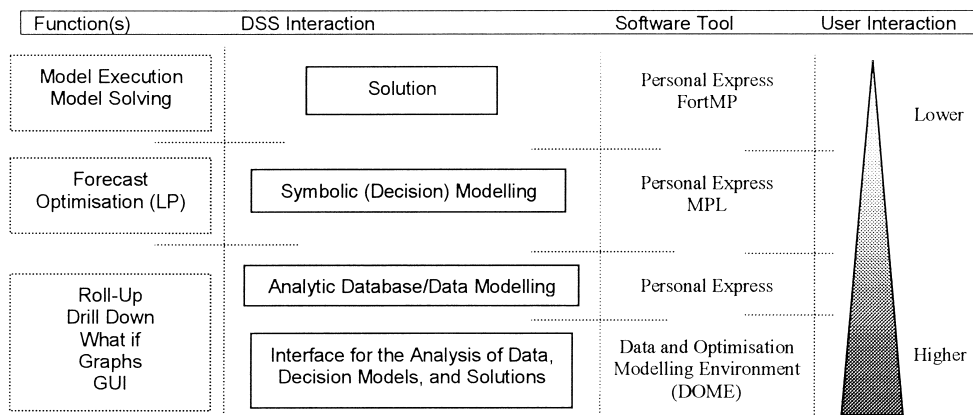 Function(s) DSS Interaction Software Tool User Interaction
Model Execution
Model Solving
Solution
Personal Express
FortMP
Lower
Forecast
Optimisation (LP)
Symbolic (Decision) Modelling
Personal Express
MPL
Roll-Up
Drill Down
What if
Graphs
GUI
Analytic Database/Data Modelling
Personal Express
Interface for the Analysis of Data,
Decision Models, and Solutions
Data and Optimisation
Modelling Environment
(DOME)
Higher